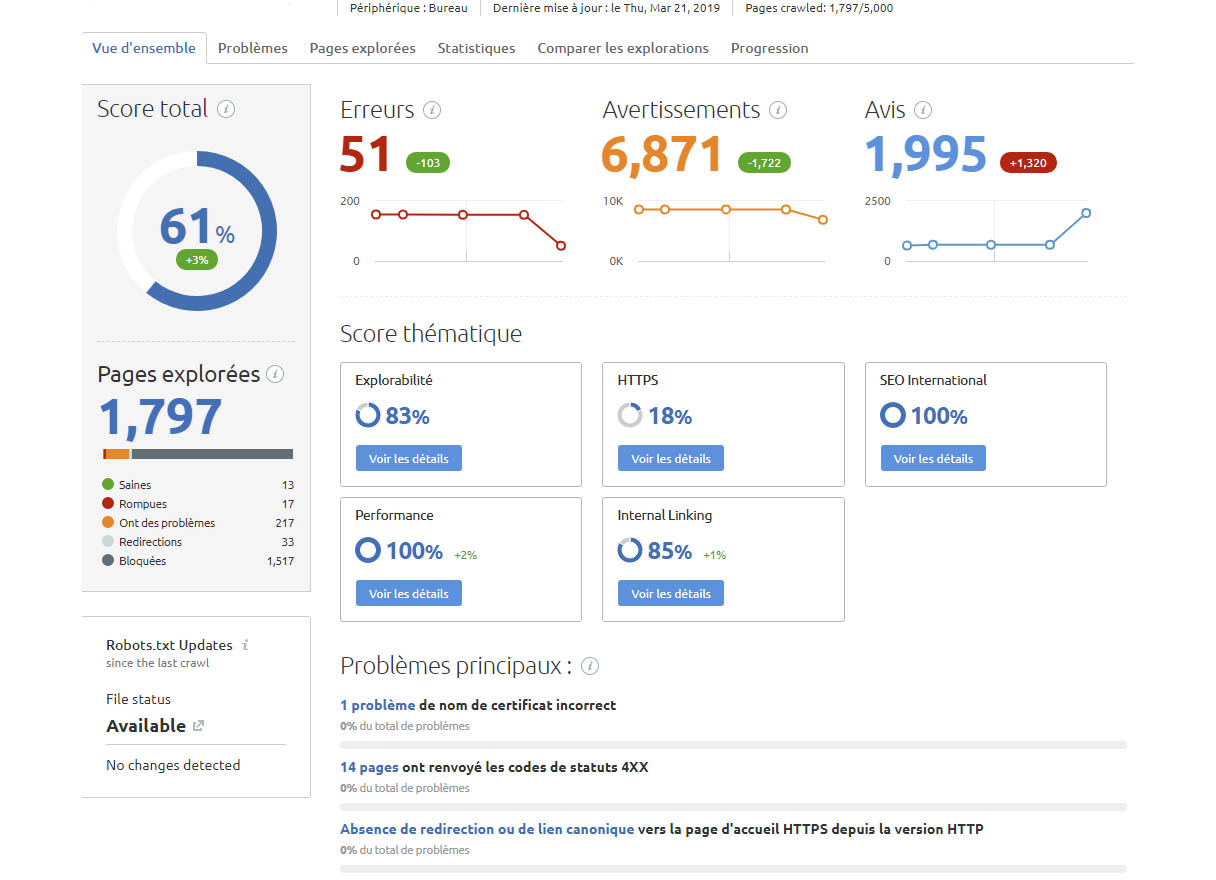 Périphérique : Bureau
Dernière mise à jour : le Thu, Mar 21, 2019
Pages crawled: 1,797/5,000
Vue d'ensemble
Problèmes
Pages explorées
Statistiques
Comparer les explorations
Progression
Score total i
61%
+3%
Pages explorées i
1,797
Saines 13
Rompues 17
Ont des problèmes 217
Redirections 33
Bloquées 1,517
Robots.txt Updates i
since the last crawl
File status
Available
No changes detected
Erreurs i
51 -103
200
0
Avertissements i
6,871 -1,722
10K
0K
Avis i
1,995 +1,320
2500
0
Score thématique
Explorabilité
83%
Voir les détails
HTTPS
18%
Voir les détails
SEO International
100%
Voir les détails
Performance
100% +2%
Voir les détails
Internal Linking
85% +1%
Voir les détails
Problèmes principaux : i
1 problème de nom de certificat incorrect
0% du total de problèmes
14 pages ont renvoyé les codes de statuts 4XX
0% du total de problèmes
Absence de redirection ou de lien canonique vers la page d'accueil HTTPS depuis la version HTTP
0% du total de problèmes